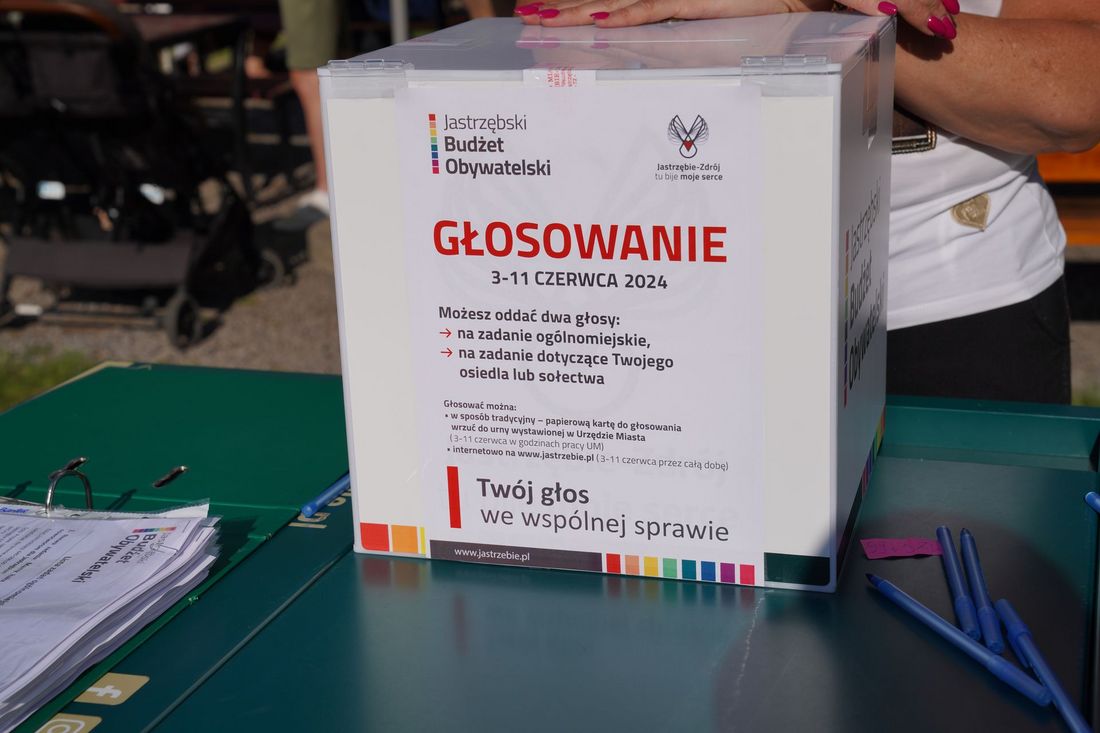 Jastrzębski
Budżet
Obywatelski
Jastrzębie-Zdrój
tu bije moje serce
GŁOSOWANIE
3-11 CZERWCA 2024
Możesz oddać dwa głosy:
→ na zadanie ogólnomiejskie,
→ na zadanie dotyczące Twojego
osiedla lub sołectwa
Głosować można:
• w sposób tradycyjny – papierową kartę do głosowania
wrzuć do urny wystawionej w Urzędzie Miasta
( 3-11 czerwca w godzinach pracy UM)
• internetowo na www.jastrzebie.pl ( 3-11 czerwca przez całą dobę)
Twój głos
we wspólnej sprawie
www.jastrzebie.pl
Jastrzębski
Budżet
Obywatelski
Budżet
Obywatelski